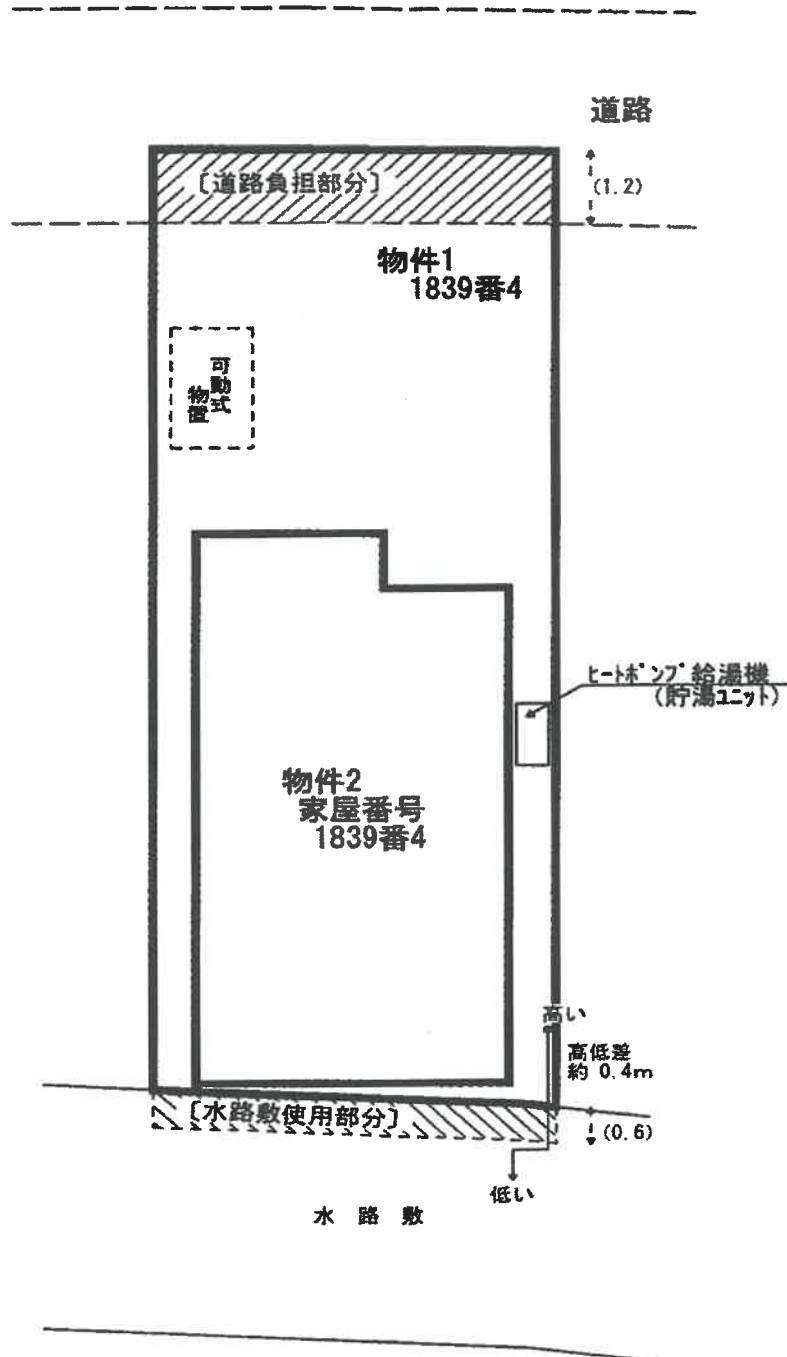 道路
〔道路負担部分〕
(1.2)
物件1
1839番4
可動式
物置
ﾋｰﾄﾎﾟﾝﾌﾟ給湯機
(貯湯ﾕﾆｯﾄ)
物件2
家屋番号
1839番4
高い
高低差
約 0.4m
〔水路敷使用部分〕
(0.6)
低い
水 路 敷